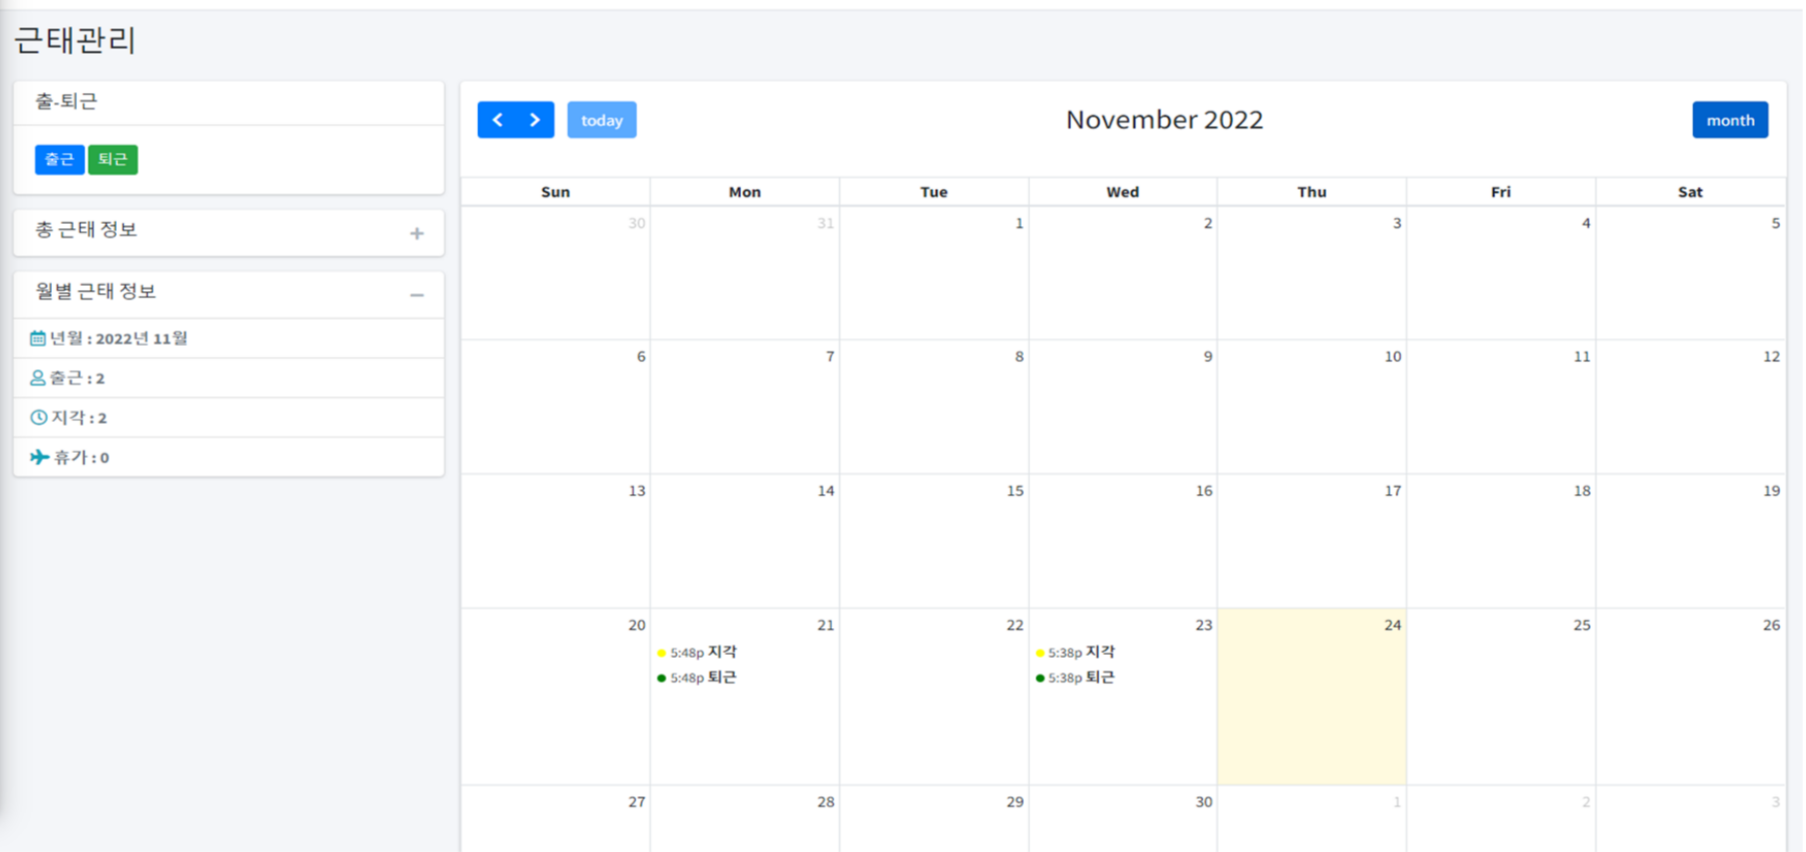 근태관리
출-퇴근
출근 퇴근
총 근태 정보
월별 근태 정보
년월 : 2022년 11월
출근 : 2
지각 : 2
휴가 : 0
today
November 2022
month
Sun Mon Tue Wed Thu Fri Sat
30 31 1 2 3 4 5
6 7 8 9 10 11 12
13 14 15 16 17 18 19
20 21 22 23 24 25 26
5:48p 지각 5:38p 지각
5:48p 퇴근 5:38p 퇴근
27 28 29 30 1 2 3